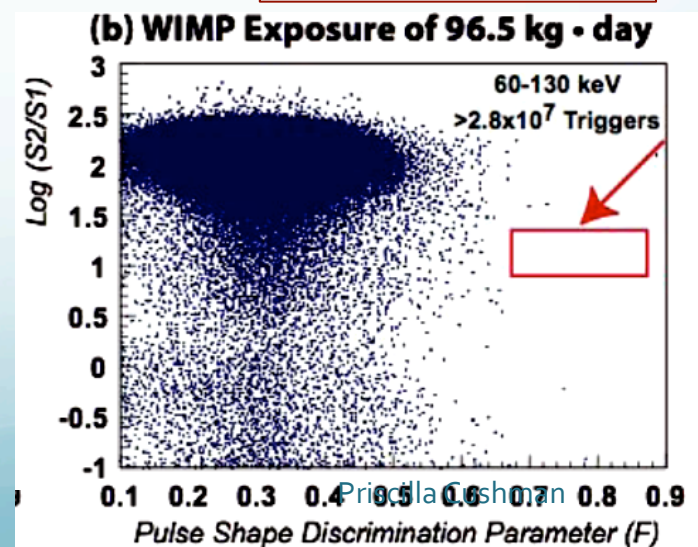 (b) WIMP Exposure of 96.5 kg • day
60-130 keV
>2.8x10⁷ Triggers
Log (S2/S1)
3
2.5
2
1.5
1
0.5
0
-0.5
-1
0.1 0.2 0.3 0.4 0.5 0.6 0.7 0.8 0.9
Priscilla Cushman
Pulse Shape Discrimination Parameter (F)